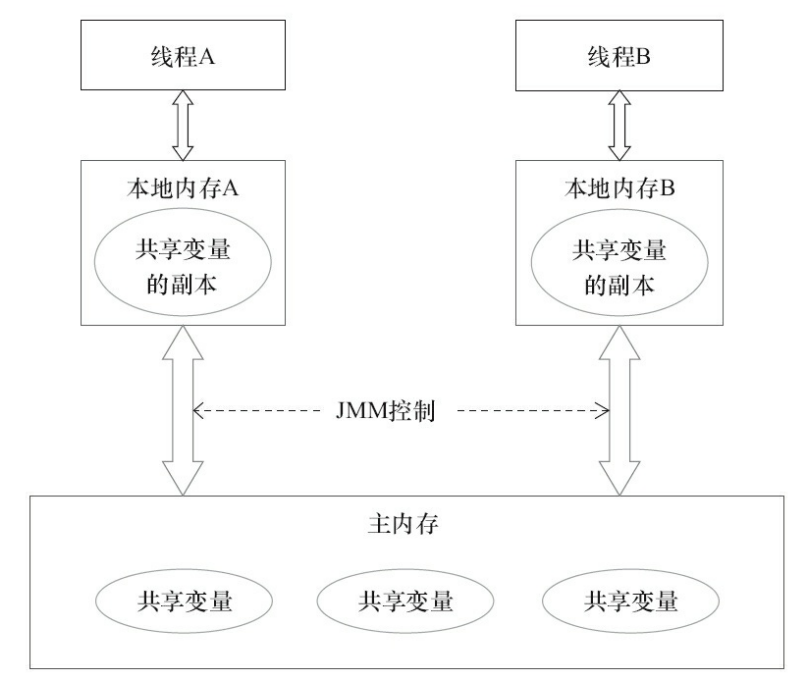 线程A
线程B
本地内存A
本地内存B
共享变量
的副本
共享变量
的副本
JMM控制
主内存
共享变量
共享变量
共享变量